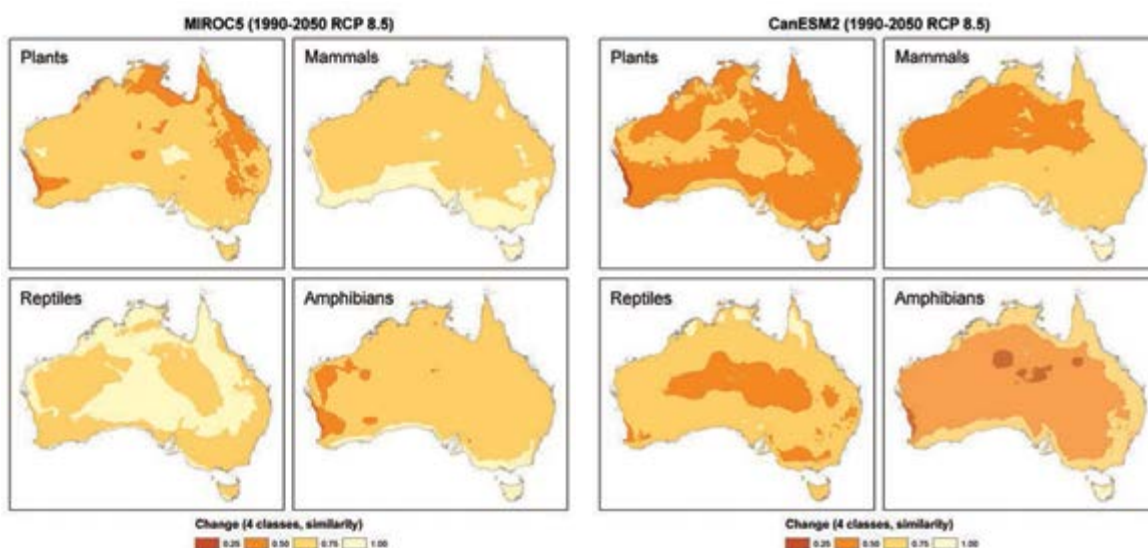 MIROC5 (1990-2050 RCP 8.5)
Plants
Mammals
Reptiles
Amphibians
Change (4 classes, similarity)
0.25 0.50 0.75 1.00
CanESM2 (1990-2050 RCP 8.5)
Plants
Mammals
Reptiles
Amphibians
Change (4 classes, similarity)
0.25 0.50 0.75 1.00